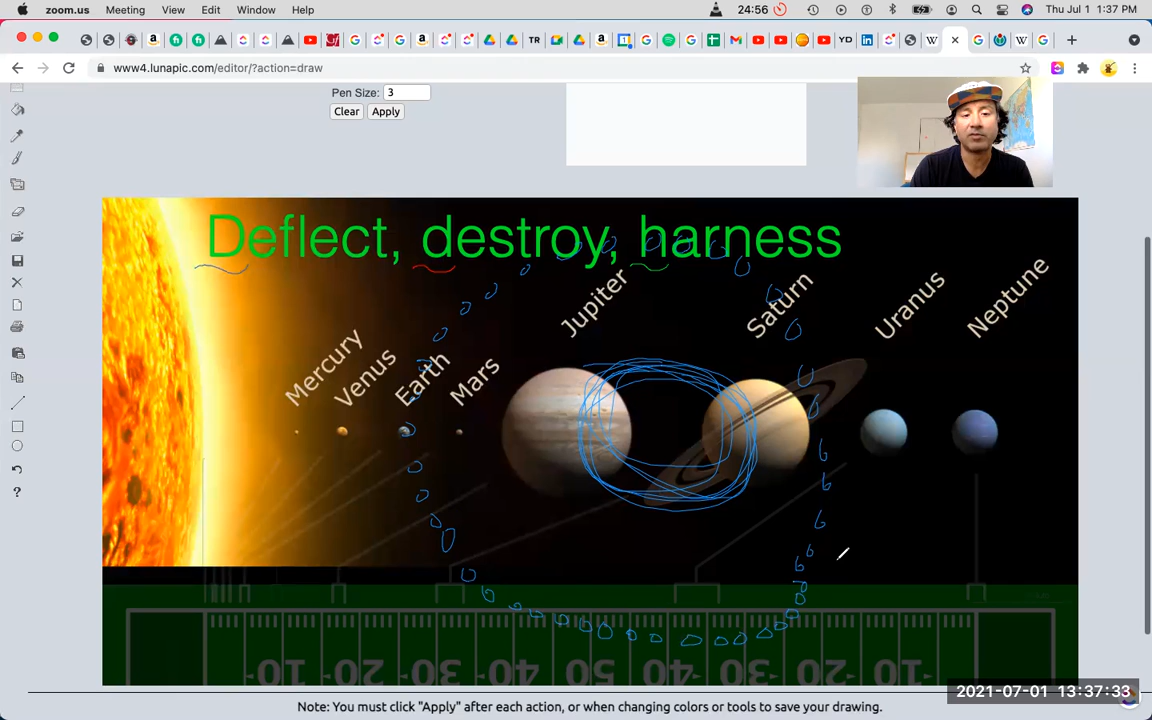 zoom.us Meeting View Edit Window Help 24:56 Thu Jul 1 1:37 PM
TR YD W W
www4.lunapic.com/editor/?action=draw
Pen Size: 3
Clear Apply
Deflect, destroy, harness
Mercury Venus Earth Mars Jupiter Saturn Uranus Neptune
10 20 30 40 50 40 30 20 10
2021-07-01 13:37:33
Note: You must click "Apply" after each action, or when changing colors or tools to save your drawing.